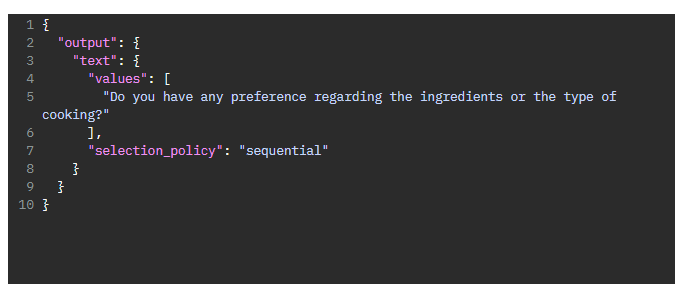 1 {
2 "output": {
3 "text": {
4 "values": [
5 "Do you have any preference regarding the ingredients or the type of
cooking?"
6 ],
7 "selection_policy": "sequential"
8 }
9 }
10 }